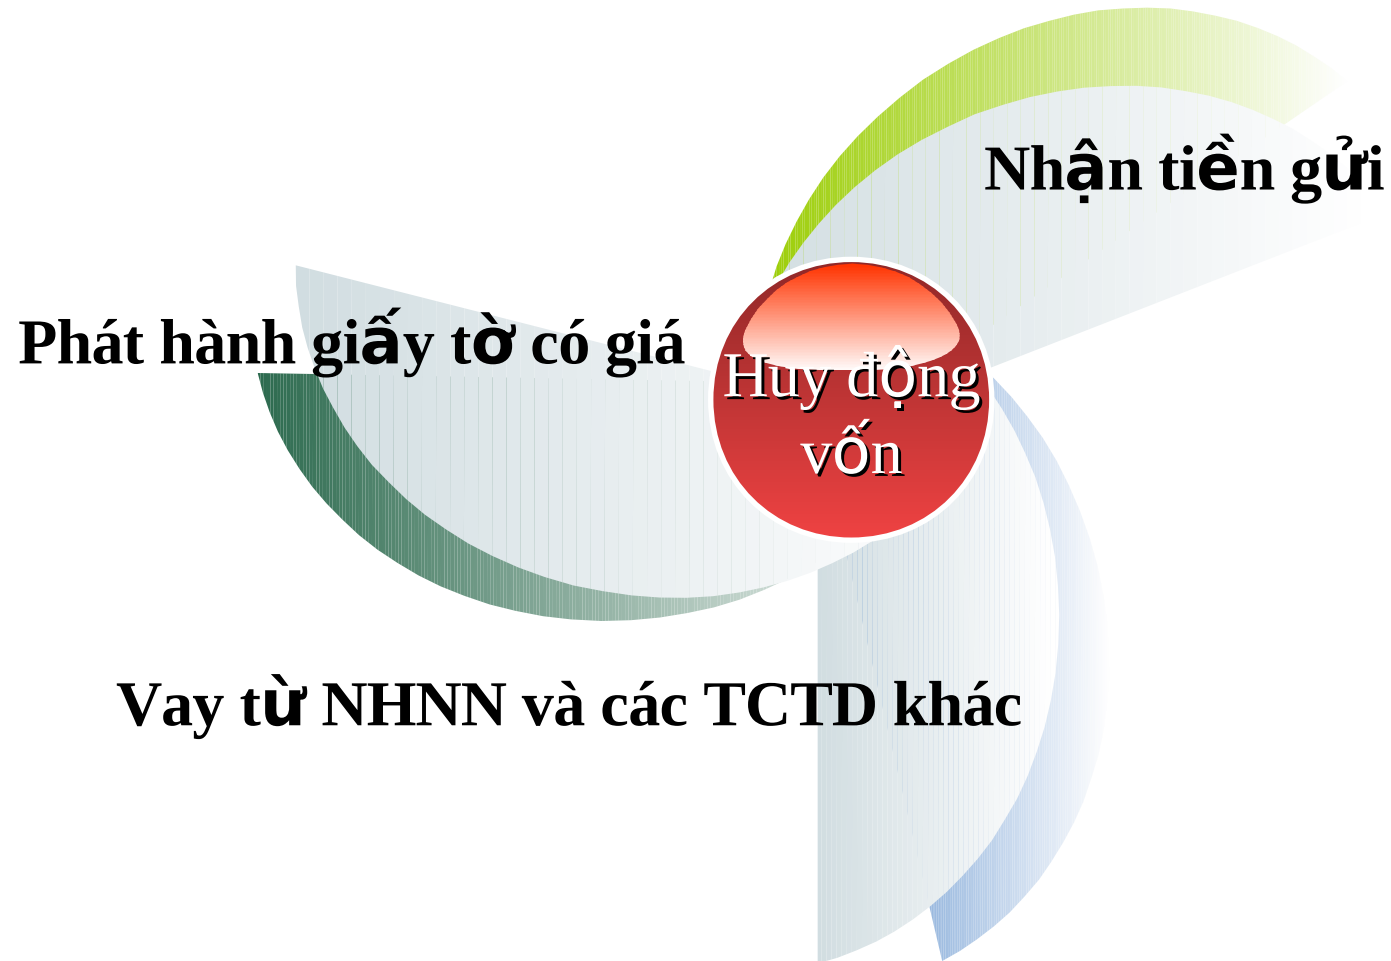 Nhận tiền gửi
Phát hành giấy tờ có giá
Huy động
vốn
Vay từ NHNN và các TCTD khác